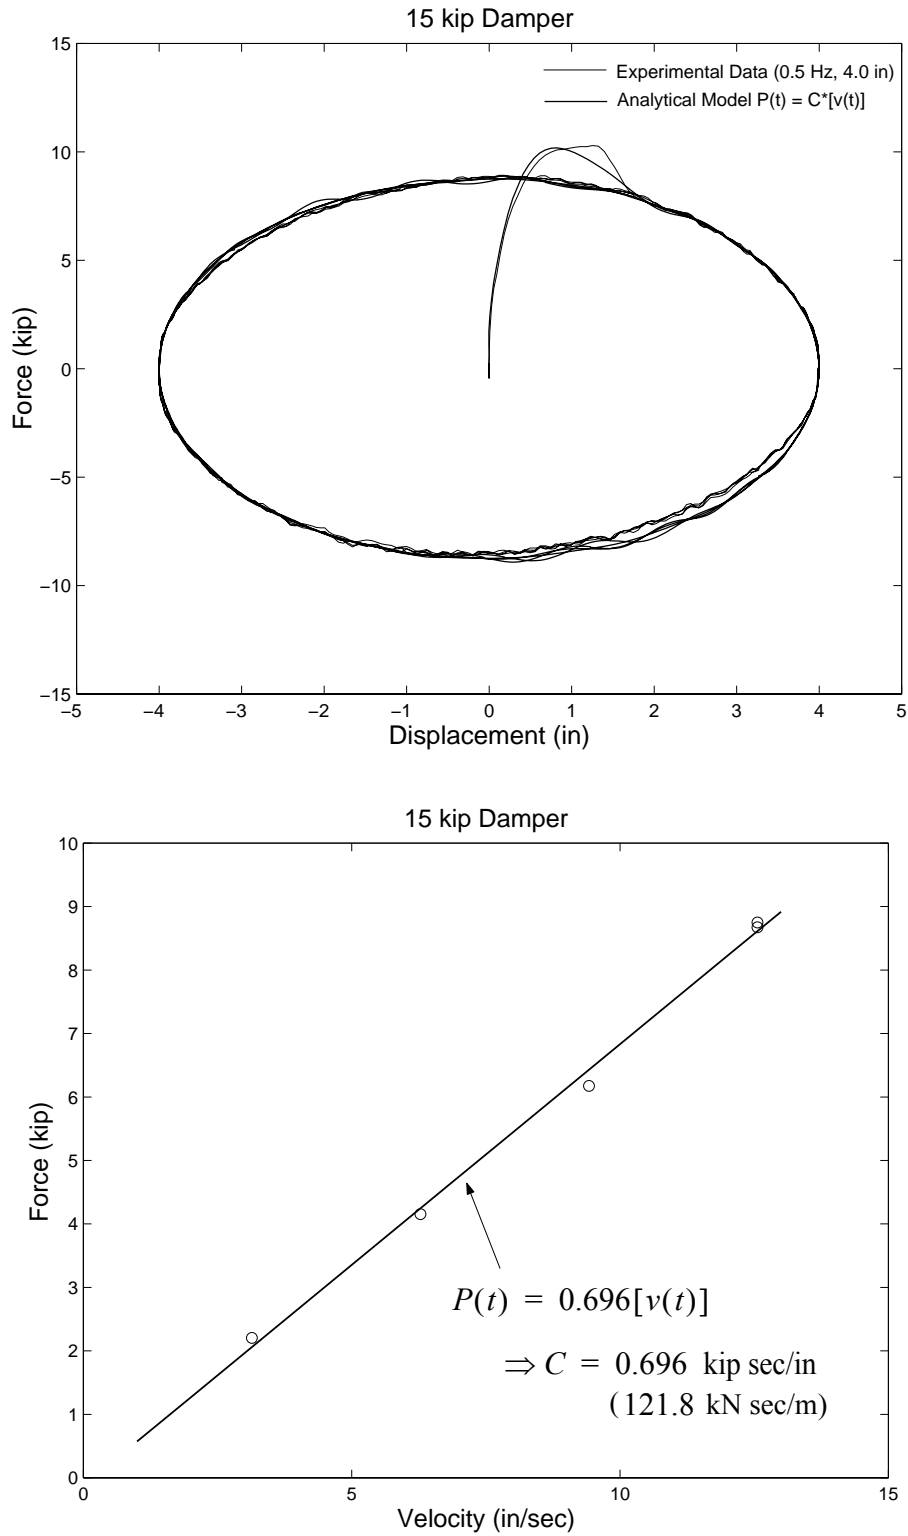 15 kip Damper
15
Experimental Data (0.5 Hz, 4.0 in)
Analytical Model P(t) = C*[v(t)]
10
5
0
−5
−10
−15
Force (kip)
−5 −4 −3 −2 −1 0 1 2 3 4 5
Displacement (in)
15 kip Damper
10
9
8
7
6
5
4
3
2
1
0
Force (kip)
P(t) = 0.696[v(t)]
⇒ C = 0.696 kip sec/in
(121.8 kN sec/m)
0 5 10 15
Velocity (in/sec)